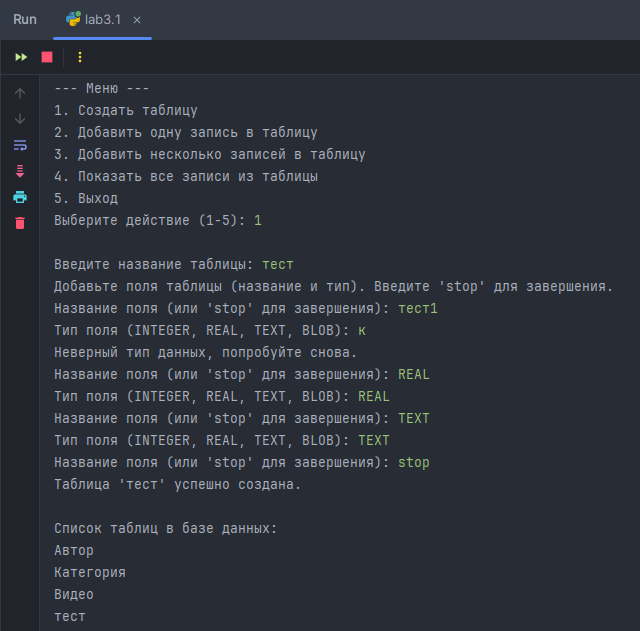 Run lab3.1
--- Меню ---
1. Создать таблицу
2. Добавить одну запись в таблицу
3. Добавить несколько записей в таблицу
4. Показать все записи из таблицы
5. Выход
Выберите действие (1-5): 1
Введите название таблицы: тест
Добавьте поля таблицы (название и тип). Введите 'stop' для завершения.
Название поля (или 'stop' для завершения): тест1
Тип поля (INTEGER, REAL, TEXT, BLOB): к
Неверный тип данных, попробуйте снова.
Название поля (или 'stop' для завершения): REAL
Тип поля (INTEGER, REAL, TEXT, BLOB): REAL
Название поля (или 'stop' для завершения): TEXT
Тип поля (INTEGER, REAL, TEXT, BLOB): TEXT
Название поля (или 'stop' для завершения): stop
Таблица 'тест' успешно создана.
Список таблиц в базе данных:
Автор
Категория
Видео
тест